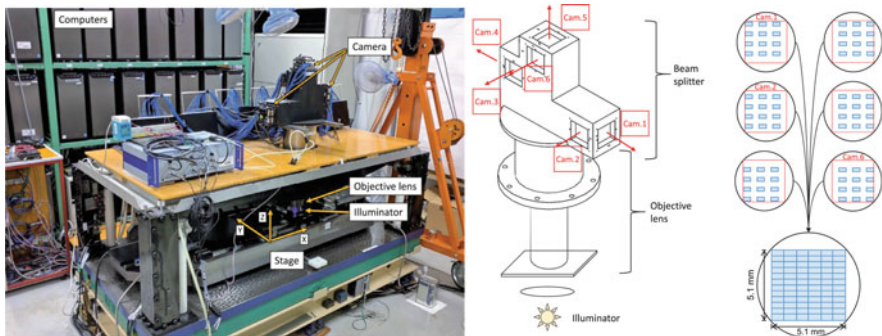 Computers
Camera
Objective lens
Illuminator
Z
Y
X
Stage
Cam.5
Cam.4
Cam.6
Cam.3
Cam.1
Cam.2
Beam
splitter
Objective
lens
Illuminator
Cam.1
Cam.2
Cam.6
5.1 mm
5.1 mm